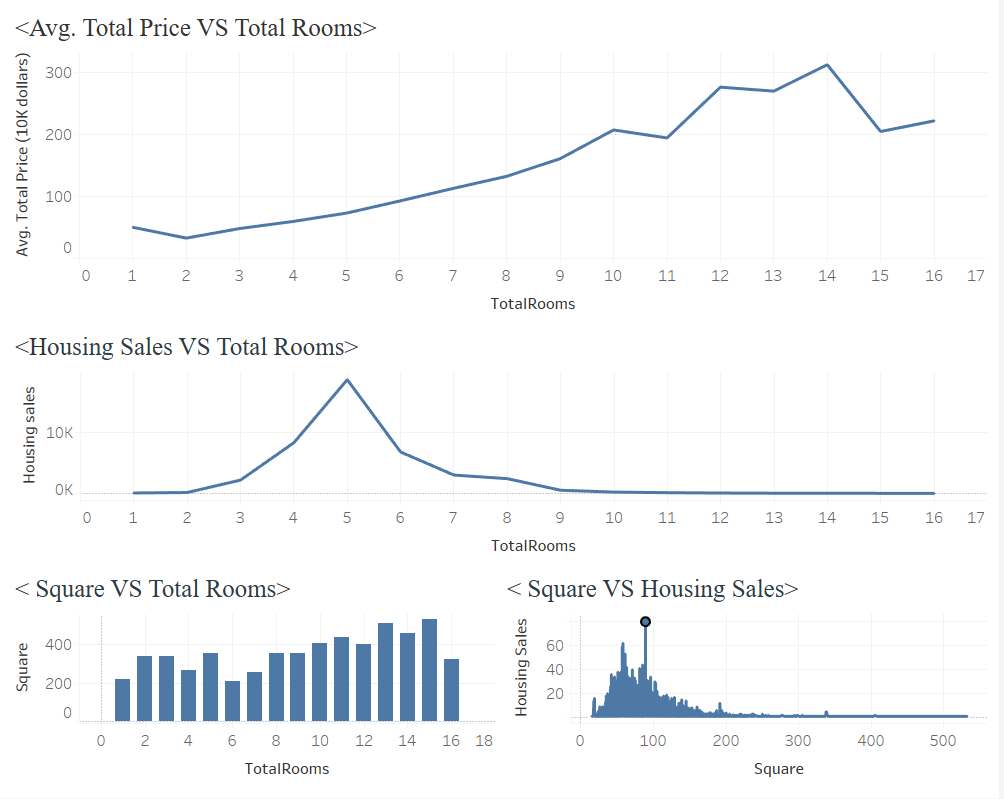 <Avg. Total Price VS Total Rooms>
Avg. Total Price (10K dollars)
300
200
100
0
0 1 2 3 4 5 6 7 8 9 10 11 12 13 14 15 16 17
TotalRooms
<Housing Sales VS Total Rooms>
Housing sales
10K
0K
0 1 2 3 4 5 6 7 8 9 10 11 12 13 14 15 16 17
TotalRooms
< Square VS Total Rooms>
Square
400
200
0
0 2 4 6 8 10 12 14 16 18
TotalRooms
< Square VS Housing Sales>
Housing Sales
60
40
20
0 100 200 300 400 500
Square